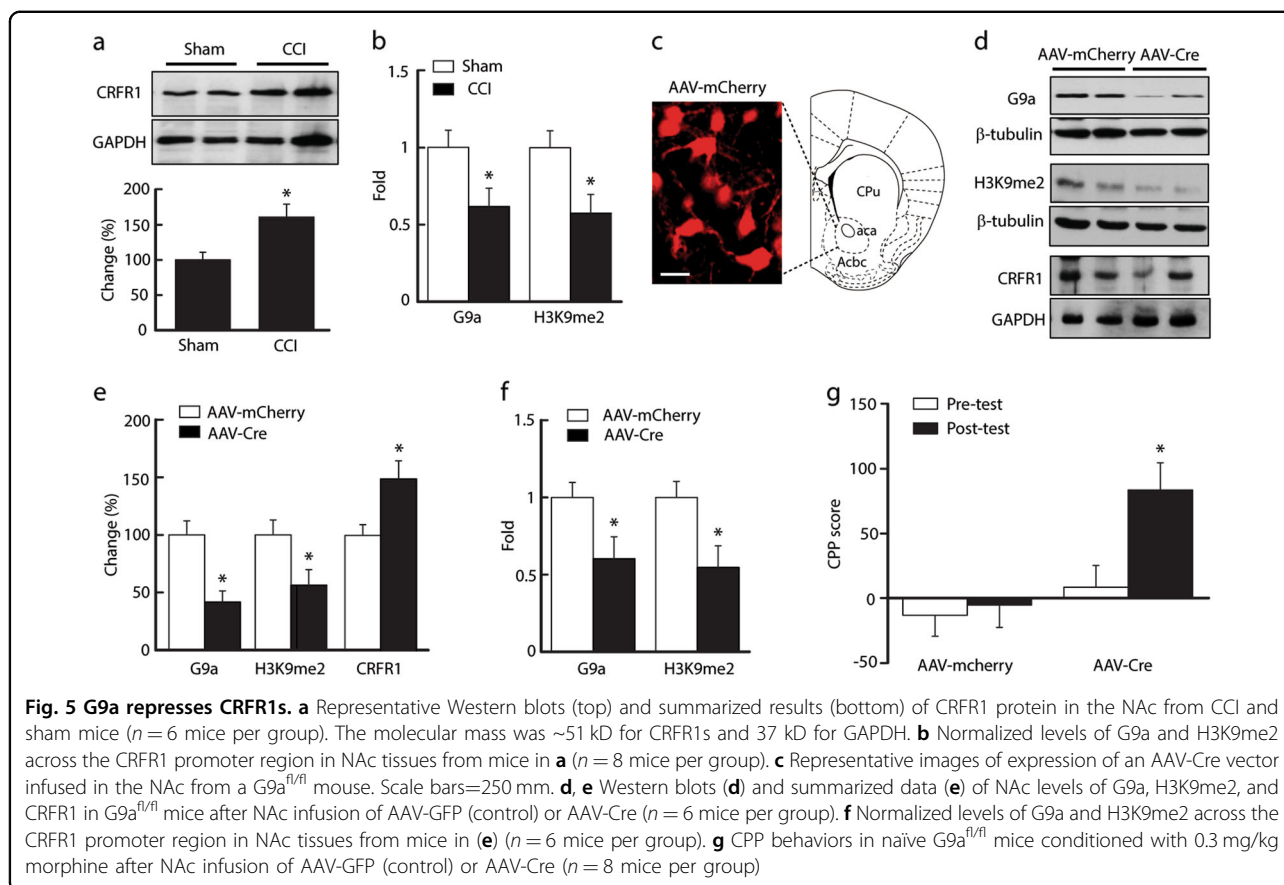 a
Sham CCI
CRFR1
GAPDH
Change (%)
200
150
100
50
0
*
Sham CCI
b
Sham
CCI
Fold
1.5
1
0.5
0
* *
G9a H3K9me2
c
AAV-mCherry
CPu
aca
Acbc
d
AAV-mCherry AAV-Cre
G9a
β-tubulin
H3K9me2
β-tubulin
CRFR1
GAPDH
e
AAV-mCherry
AAV-Cre
Change (%)
200
150
100
50
0
* * *
G9a H3K9me2 CRFR1
f
AAV-mCherry
AAV-Cre
Fold
1.5
1
0.5
0
* *
G9a H3K9me2
g
Pre-test
Post-test
CPP score
150
100
50
0
-50
*
AAV-mcherry AAV-Cre
Fig. 5 G9a represses CRFR1s. a Representative Western blots (top) and summarized results (bottom) of CRFR1 protein in the NAc from CCI and
sham mice (n = 6 mice per group). The molecular mass was ~51 kD for CRFR1s and 37 kD for GAPDH. b Normalized levels of G9a and H3K9me2
across the CRFR1 promoter region in NAc tissues from mice in a (n = 8 mice per group). c Representative images of expression of an AAV-Cre vector
infused in the NAc from a G9a^fl/fl mouse. Scale bars=250 mm. d, e Western blots (d) and summarized data (e) of NAc levels of G9a, H3K9me2, and
CRFR1 in G9a^fl/fl mice after NAc infusion of AAV-GFP (control) or AAV-Cre (n = 6 mice per group). f Normalized levels of G9a and H3K9me2 across the
CRFR1 promoter region in NAc tissues from mice in (e) (n = 6 mice per group). g CPP behaviors in naïve G9a^fl/fl mice conditioned with 0.3 mg/kg
morphine after NAc infusion of AAV-GFP (control) or AAV-Cre (n = 8 mice per group)